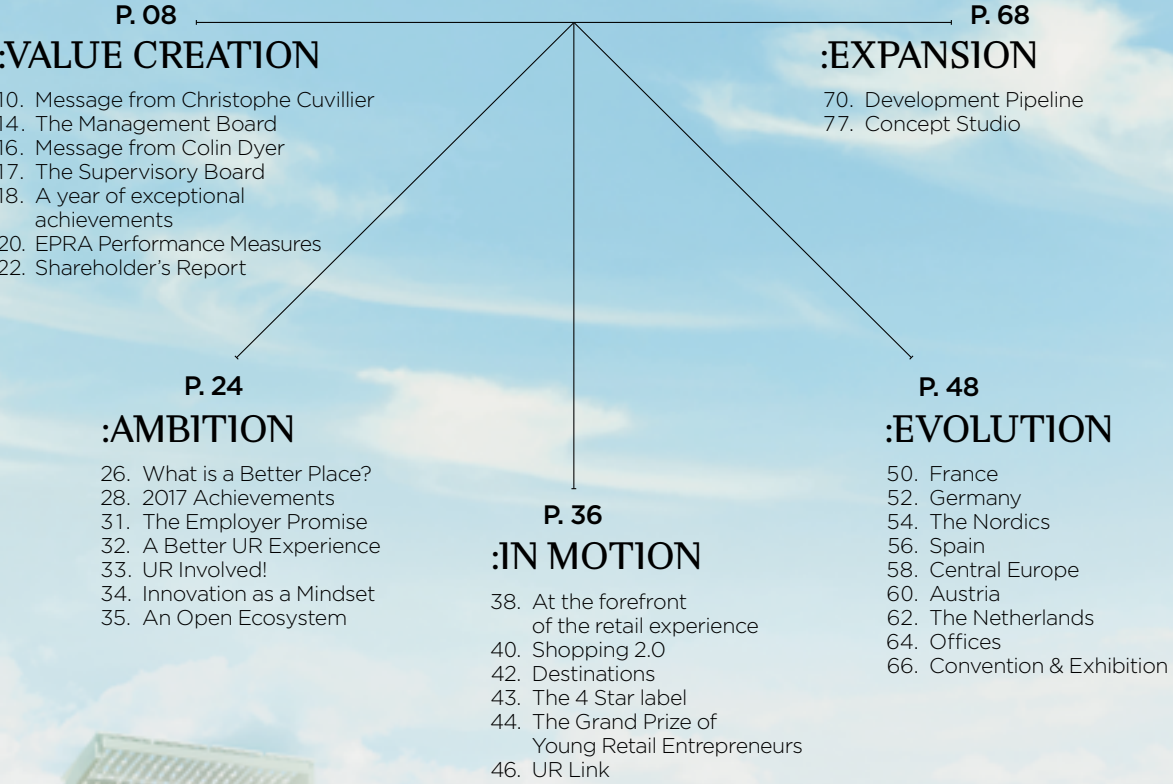 P. 08
:VALUE CREATION
10. Message from Christophe Cuvillier
14. The Management Board
16. Message from Colin Dyer
17. The Supervisory Board
18. A year of exceptional
achievements
20. EPRA Performance Measures
22. Shareholder’s Report
P. 24
:AMBITION
26. What is a Better Place?
28. 2017 Achievements
31. The Employer Promise
32. A Better UR Experience
33. UR Involved!
34. Innovation as a Mindset
35. An Open Ecosystem
P. 36
:IN MOTION
38. At the forefront
of the retail experience
40. Shopping 2.0
42. Destinations
43. The 4 Star label
44. The Grand Prize of
Young Retail Entrepreneurs
46. UR Link
P. 48
:EVOLUTION
50. France
52. Germany
54. The Nordics
56. Spain
58. Central Europe
60. Austria
62. The Netherlands
64. Offices
66. Convention & Exhibition
P. 68
:EXPANSION
70. Development Pipeline
77. Concept Studio